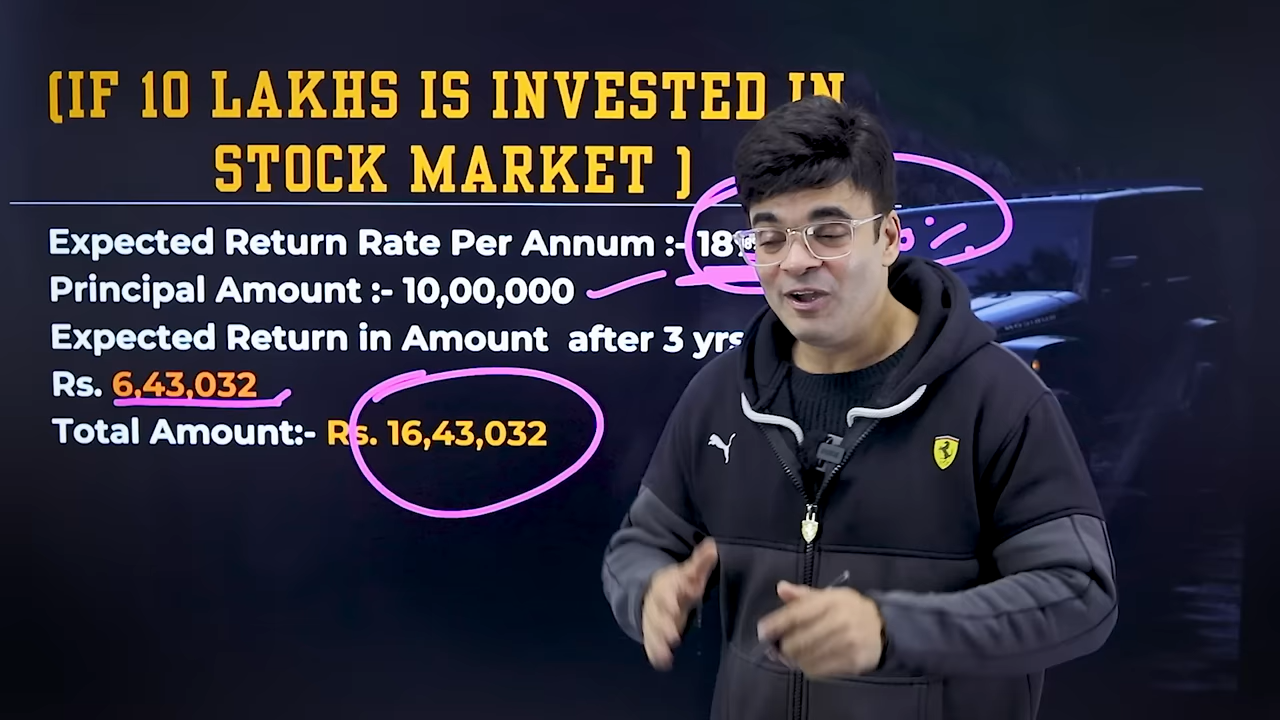 (IF 10 LAKHS IS INVESTED IN
STOCK MARKET )
Expected Return Rate Per Annum :- 18%
Principal Amount :- 10,00,000
Expected Return in Amount after 3 yrs
Rs. 6,43,032
Total Amount:- Rs. 16,43,032